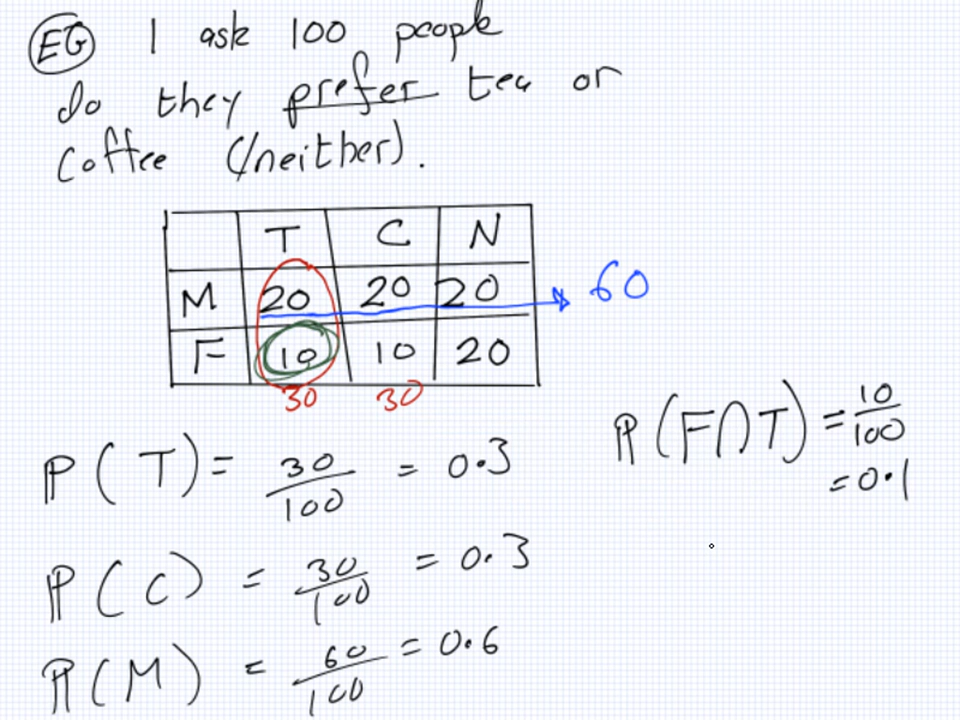 EG I ask 100 people
do they prefer tea or
coffee (/neither).
T C N
M 20 20 20 60
F 10 10 20
30 30
P(T) = 30/100 = 0.3
P(F∩T) = 10/100
= 0.1
P(C) = 30/100 = 0.3
P(M) = 60/100 = 0.6